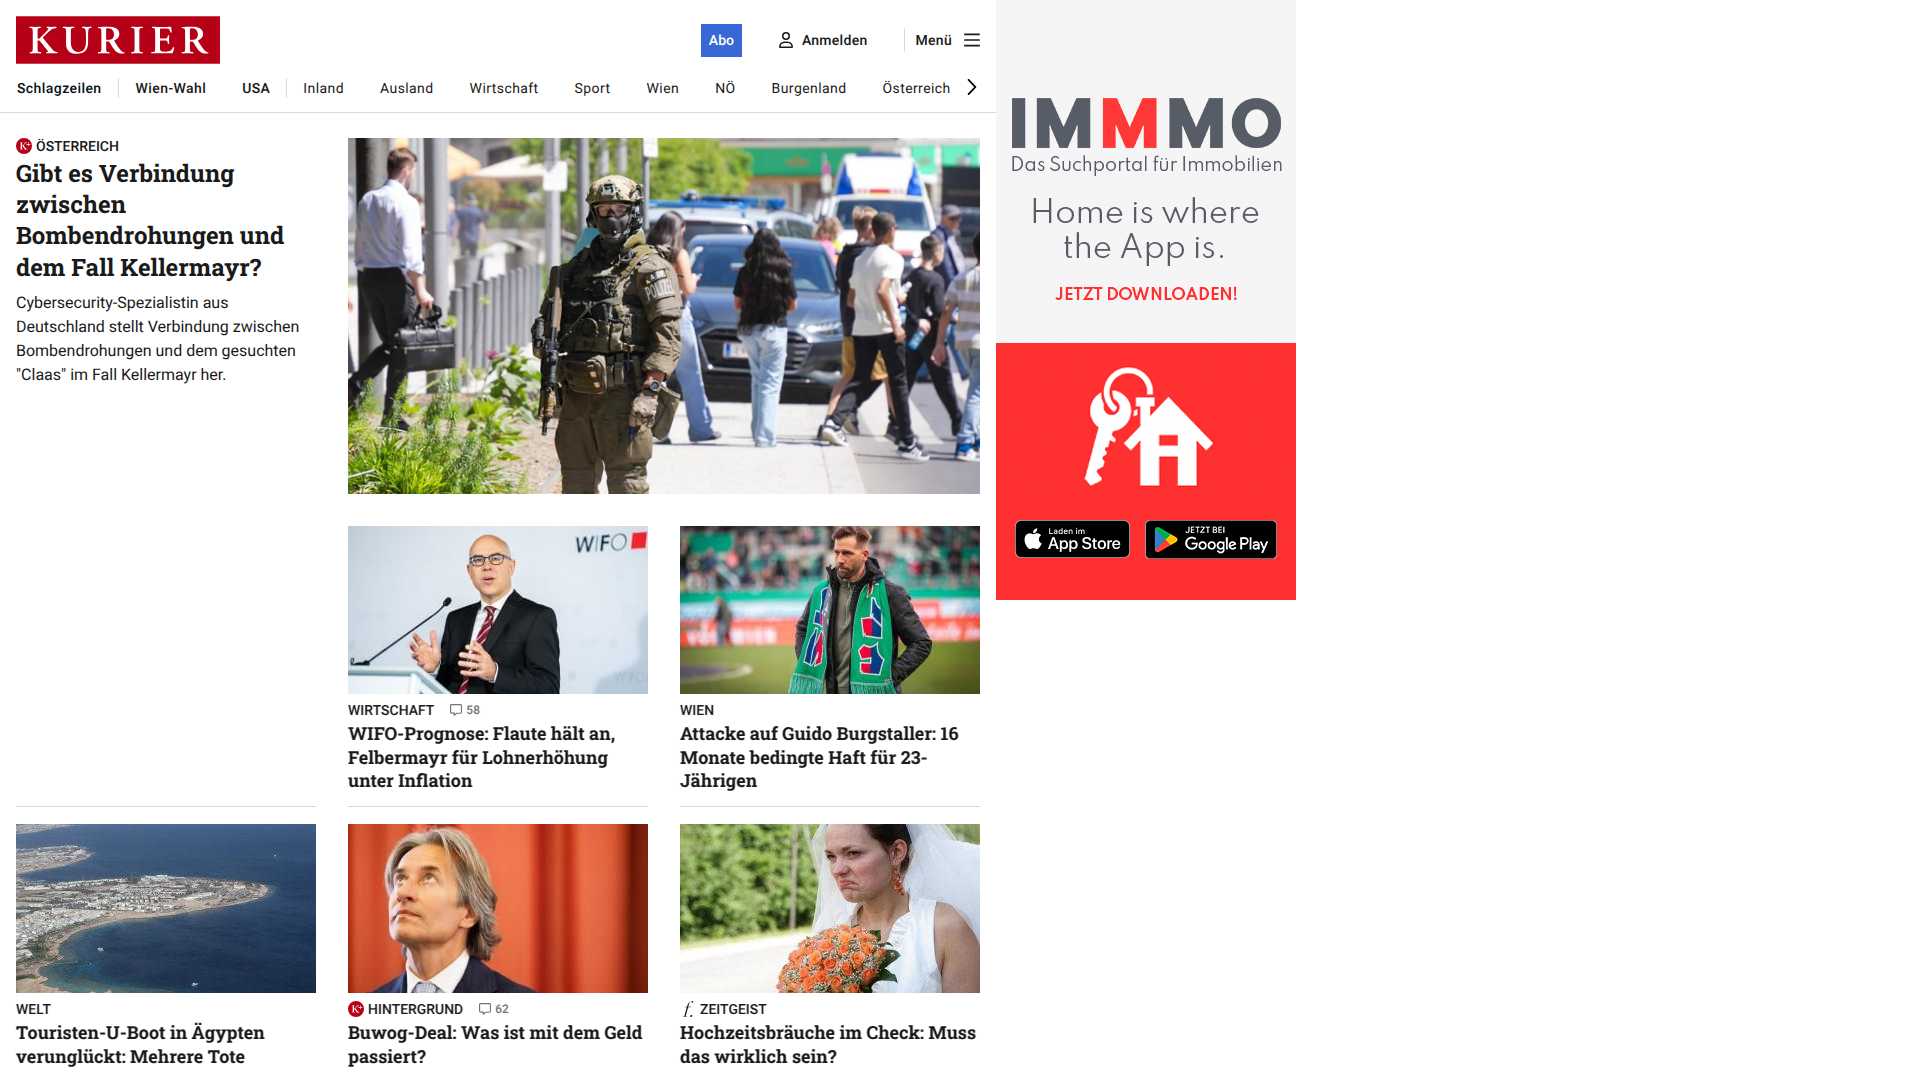 KURIER
Abo
Anmelden
Menü
Schlagzeilen
Wien-Wahl
USA
Inland
Ausland
Wirtschaft
Sport
Wien
NÖ
Burgenland
Österreich
K+ ÖSTERREICH
Gibt es Verbindung
zwischen
Bombendrohungen und
dem Fall Kellermayr?
Cybersecurity-Spezialistin aus
Deutschland stellt Verbindung zwischen
Bombendrohungen und dem gesuchten
"Claas" im Fall Kellermayr her.
POLIZEI
WIFO
WIRTSCHAFT
58
WIFO-Prognose: Flaute hält an,
Felbermayr für Lohnerhöhung
unter Inflation
WIEN
Attacke auf Guido Burgstaller: 16
Monate bedingte Haft für 23-
Jährigen
WELT
Touristen-U-Boot in Ägypten
verunglückt: Mehrere Tote
K+ HINTERGRUND
62
Buwog-Deal: Was ist mit dem Geld
passiert?
f. ZEITGEIST
Hochzeitsbräuche im Check: Muss
das wirklich sein?
IMMMO
Das Suchportal für Immobilien
Home is where
the App is.
JETZT DOWNLOADEN!
Laden im
App Store
JETZT BEI
Google Play